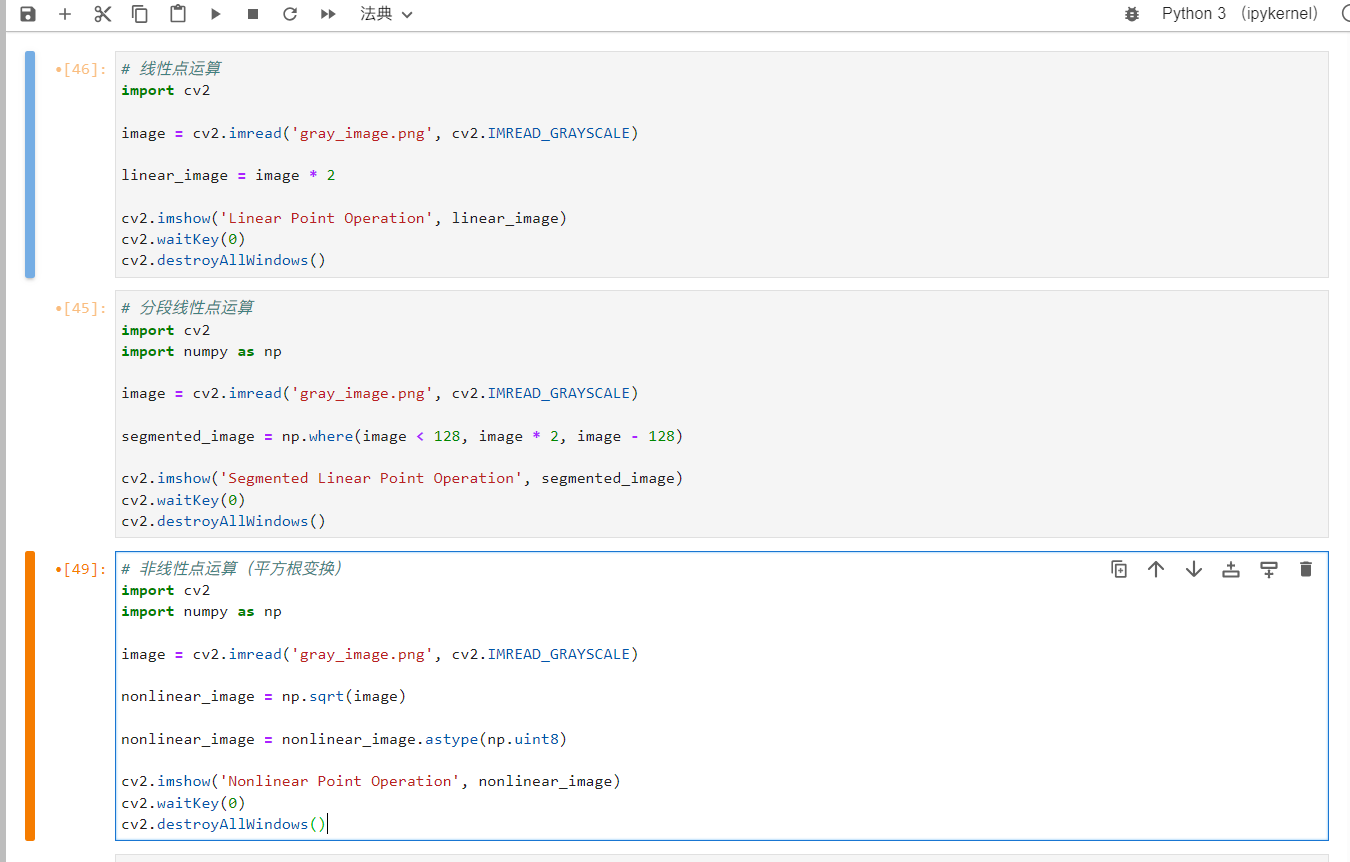 法典
Python 3 (ipykernel)
[46]:
# 线性点运算
import cv2
image = cv2.imread('gray_image.png', cv2.IMREAD_GRAYSCALE)
linear_image = image * 2
cv2.imshow('Linear Point Operation', linear_image)
cv2.waitKey(0)
cv2.destroyAllWindows()
[45]:
# 分段线性点运算
import cv2
import numpy as np
image = cv2.imread('gray_image.png', cv2.IMREAD_GRAYSCALE)
segmented_image = np.where(image < 128, image * 2, image - 128)
cv2.imshow('Segmented Linear Point Operation', segmented_image)
cv2.waitKey(0)
cv2.destroyAllWindows()
[49]:
# 非线性点运算（平方根变换）
import cv2
import numpy as np
image = cv2.imread('gray_image.png', cv2.IMREAD_GRAYSCALE)
nonlinear_image = np.sqrt(image)
nonlinear_image = nonlinear_image.astype(np.uint8)
cv2.imshow('Nonlinear Point Operation', nonlinear_image)
cv2.waitKey(0)
cv2.destroyAllWindows()